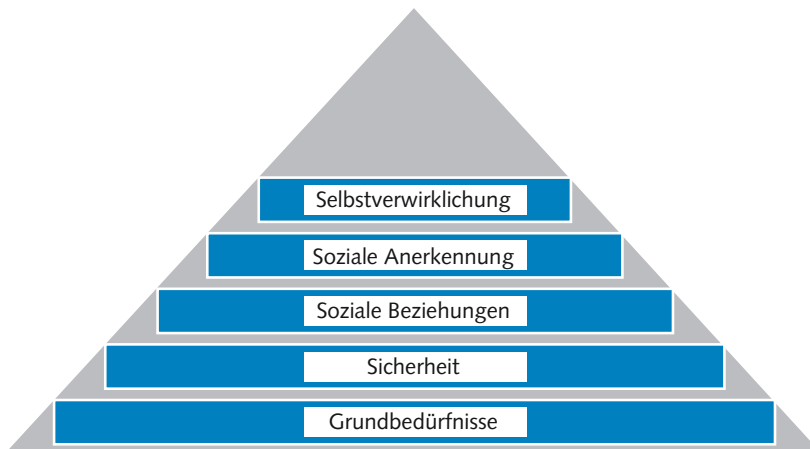 Selbstverwirklichung
Soziale Anerkennung
Soziale Beziehungen
Sicherheit
Grundbedürfnisse